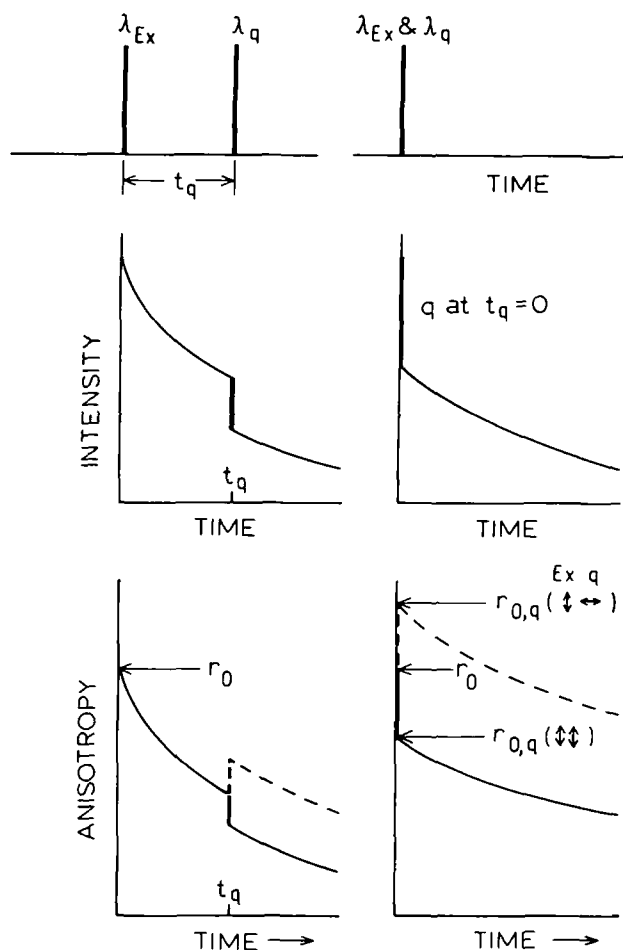 λEx
λq
λEx & λq
tq
TIME
INTENSITY
q at tq = 0
tq
TIME
TIME
ANISOTROPY
r0
Ex q
r0,q (↕ ↔)
r0
r0,q (↕↕)
tq
TIME →
TIME →